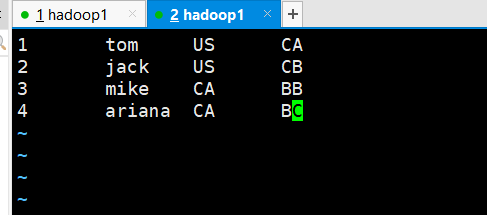 1 hadoop1 × 2 hadoop1 × +
1 tom US CA
2 jack US CB
3 mike CA BB
4 ariana CA BC
~
~
~
~